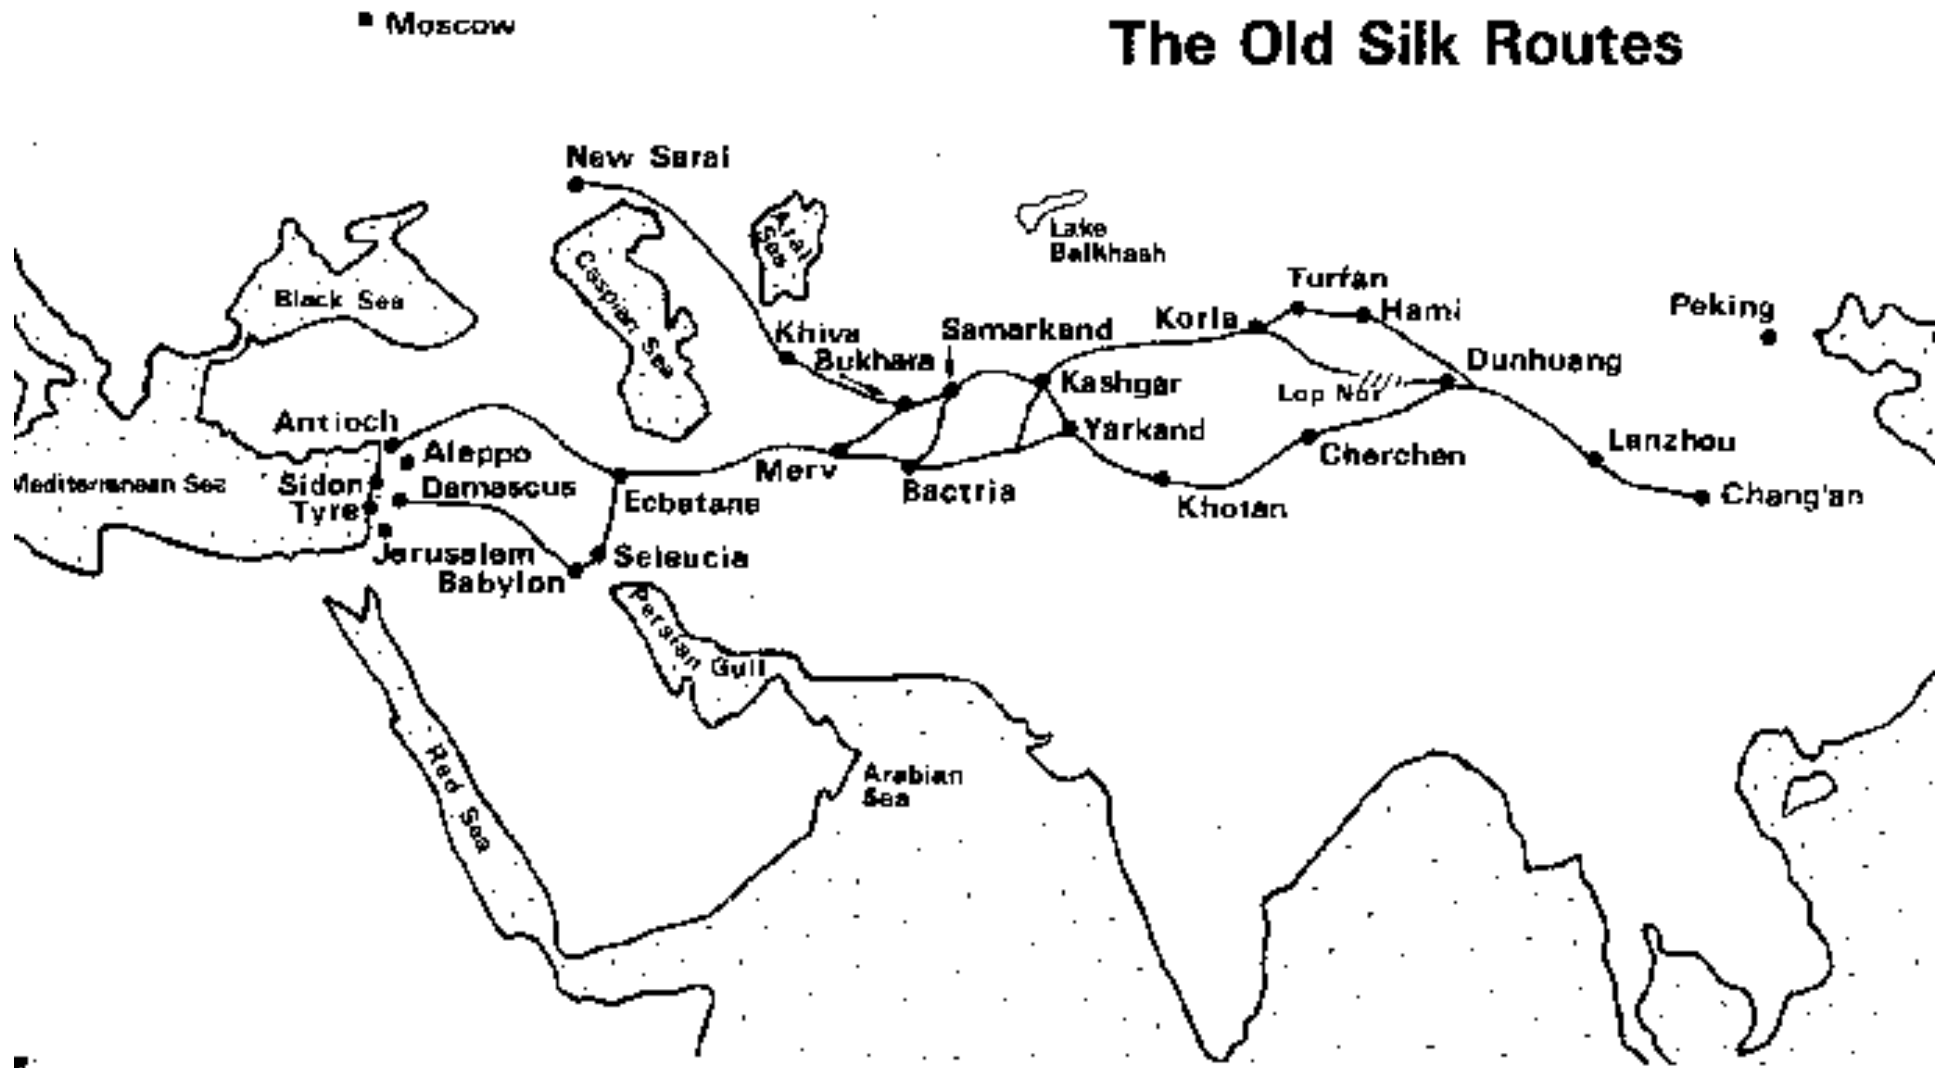 Moscow
The Old Silk Routes
New Sarai
Aral
Sea
Lake
Balkhash
Black Sea
Caspian Sea
Turfan
Hami
Korla
Peking
Khiva
Samarkand
Bukhara
Kashgar
Dunhuang
Lop Nor
Antioch
Aleppo
Yarkand
Lanzhou
Mediterranean Sea
Sidon
Damascus
Tyre
Ecbatana
Merv
Bactria
Cherchen
Khotan
Chang'an
Jerusalem
Babylon
Seleucia
Persian Gulf
Red Sea
Arabian
Sea